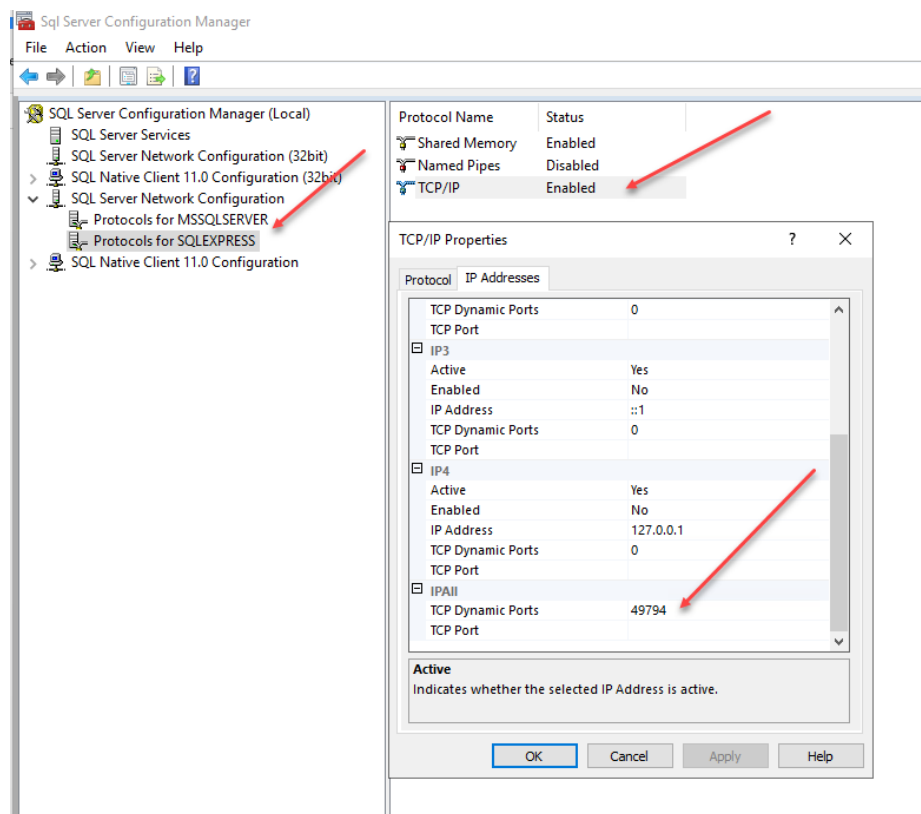 Sql Server Configuration Manager
File Action View Help
SQL Server Configuration Manager (Local)
SQL Server Services
SQL Server Network Configuration (32bit)
SQL Native Client 11.0 Configuration (32bit)
SQL Server Network Configuration
Protocols for MSSQLSERVER
Protocols for SQLEXPRESS
SQL Native Client 11.0 Configuration
Protocol Name Status
Shared Memory Enabled
Named Pipes Disabled
TCP/IP Enabled
TCP/IP Properties ?
Protocol IP Addresses
TCP Dynamic Ports 0
TCP Port
IP3
Active Yes
Enabled No
IP Address ::1
TCP Dynamic Ports 0
TCP Port
IP4
Active Yes
Enabled No
IP Address 127.0.0.1
TCP Dynamic Ports 0
TCP Port
IPAll
TCP Dynamic Ports 49794
TCP Port
Active
Indicates whether the selected IP Address is active.
OK Cancel Apply Help